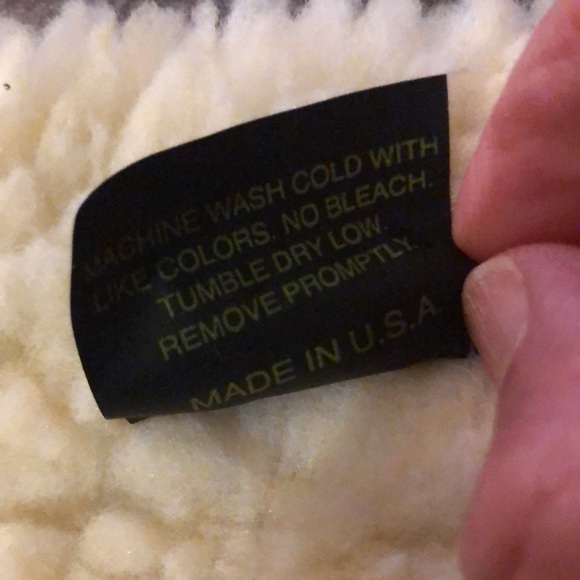 MACHINE WASH COLD WITH
LIKE COLORS. NO BLEACH.
TUMBLE DRY LOW.
REMOVE PROMPTLY.
MADE IN U.S.A